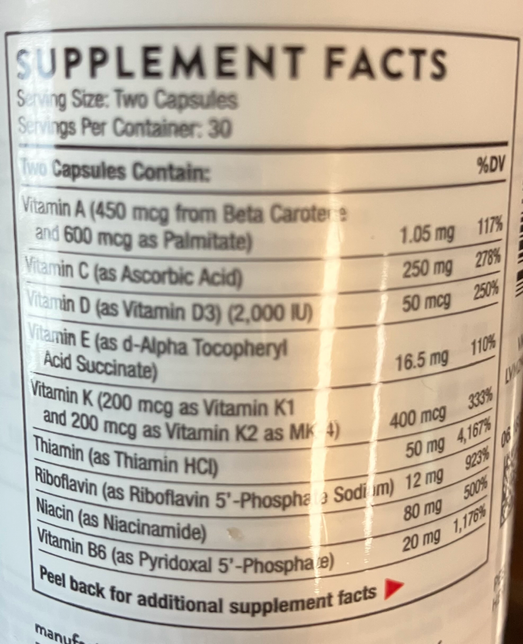 SUPPLEMENT FACTS
Serving Size: Two Capsules
Servings Per Container: 30
Two Capsules Contain: %DV
Vitamin A (450 mcg from Beta Carotene
and 600 mcg as Palmitate) 1.05 mg 117%
Vitamin C (as Ascorbic Acid) 250 mg 278%
Vitamin D (as Vitamin D3) (2,000 IU) 50 mcg 250%
Vitamin E (as d-Alpha Tocopheryl
Acid Succinate) 16.5 mg 110%
Vitamin K (200 mcg as Vitamin K1
and 200 mcg as Vitamin K2 as MK 4) 400 mcg 333%
Thiamin (as Thiamin HCl) 50 mg 4,167%
Riboflavin (as Riboflavin 5'-Phosphate Sodium) 12 mg 923%
Niacin (as Niacinamide) 80 mg 500%
Vitamin B6 (as Pyridoxal 5'-Phosphate) 20 mg 1,176%
Peel back for additional supplement facts